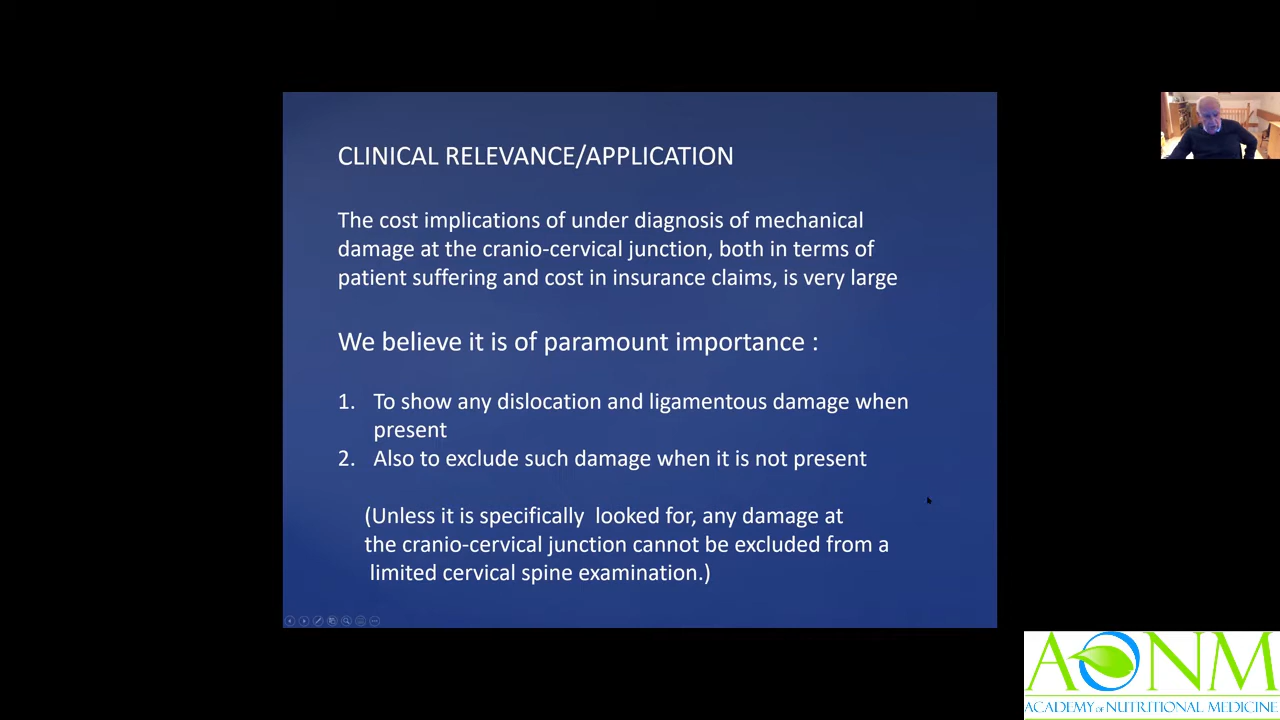 CLINICAL RELEVANCE/APPLICATION
The cost implications of under diagnosis of mechanical
damage at the cranio-cervical junction, both in terms of
patient suffering and cost in insurance claims, is very large
We believe it is of paramount importance :
1. To show any dislocation and ligamentous damage when
present
2. Also to exclude such damage when it is not present
(Unless it is specifically looked for, any damage at
the cranio-cervical junction cannot be excluded from a
limited cervical spine examination.)
AONM
ACADEMY of NUTRITIONAL MEDICINE